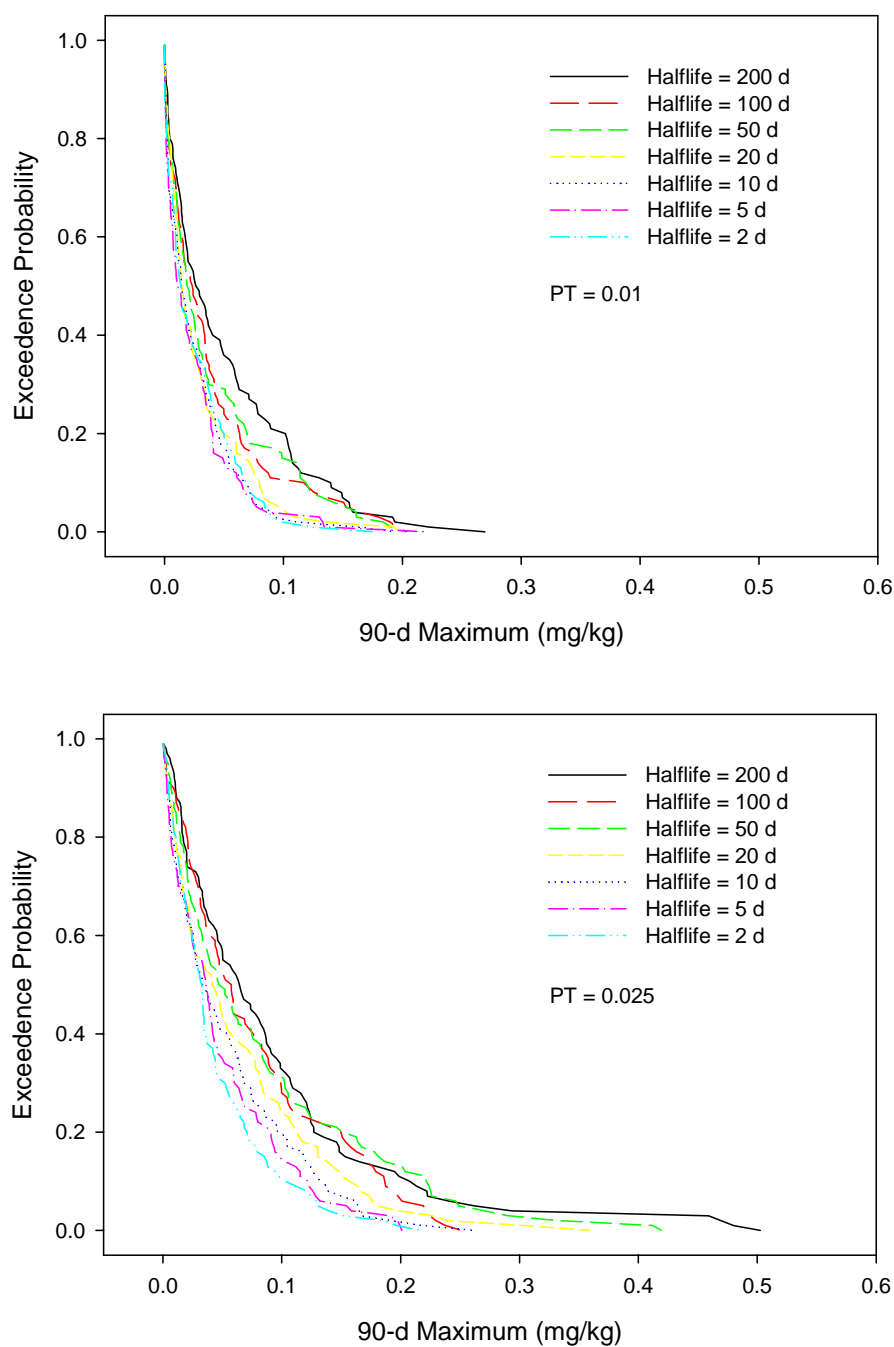 1.0
0.8
0.6
0.4
0.2
0.0
Exceedence Probability
Halflife = 200 d
Halflife = 100 d
Halflife = 50 d
Halflife = 20 d
Halflife = 10 d
Halflife = 5 d
Halflife = 2 d
PT = 0.01
0.0 0.1 0.2 0.3 0.4 0.5 0.6
90-d Maximum (mg/kg)
1.0
0.8
0.6
0.4
0.2
0.0
Exceedence Probability
Halflife = 200 d
Halflife = 100 d
Halflife = 50 d
Halflife = 20 d
Halflife = 10 d
Halflife = 5 d
Halflife = 2 d
PT = 0.025
0.0 0.1 0.2 0.3 0.4 0.5 0.6
90-d Maximum (mg/kg)